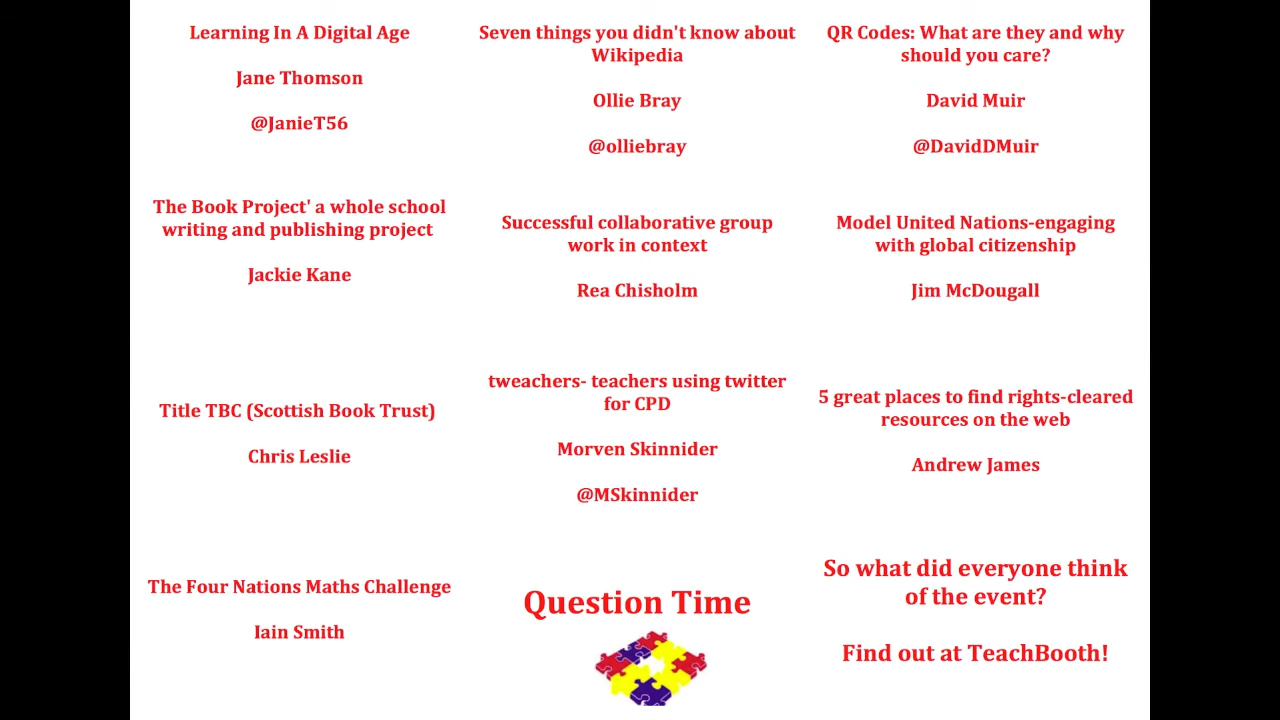 Learning In A Digital Age
Jane Thomson
@JanieT56
Seven things you didn't know about
Wikipedia
Ollie Bray
@olliebray
QR Codes: What are they and why
should you care?
David Muir
@DavidDMuir
The Book Project' a whole school
writing and publishing project
Jackie Kane
Successful collaborative group
work in context
Rea Chisholm
Model United Nations-engaging
with global citizenship
Jim McDougall
Title TBC (Scottish Book Trust)
Chris Leslie
tweachers- teachers using twitter
for CPD
Morven Skinnider
@MSkinnider
5 great places to find rights-cleared
resources on the web
Andrew James
The Four Nations Maths Challenge
Iain Smith
Question Time
So what did everyone think
of the event?
Find out at TeachBooth!